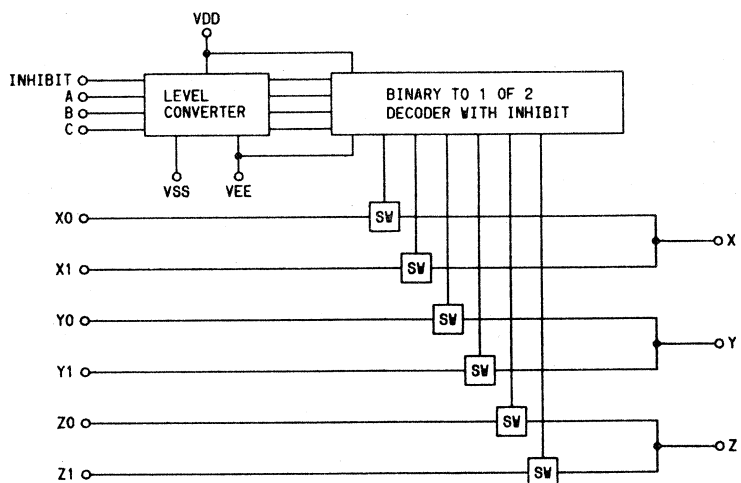 VDD
INHIBIT
A
B
C
LEVEL
CONVERTER
BINARY TO 1 OF 2
DECODER WITH INHIBIT
VSS
VEE
X0
SW
X
X1
SW
Y0
SW
Y
Y1
SW
Z0
SW
Z
Z1
SW